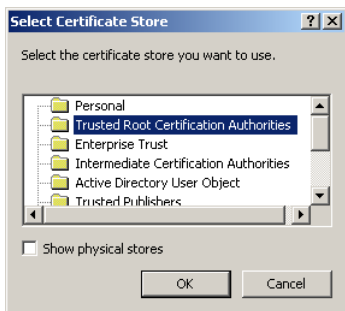 Select Certificate Store
Select the certificate store you want to use.
Personal
Trusted Root Certification Authorities
Enterprise Trust
Intermediate Certification Authorities
Active Directory User Object
Trusted Publishers
Show physical stores
OK
Cancel